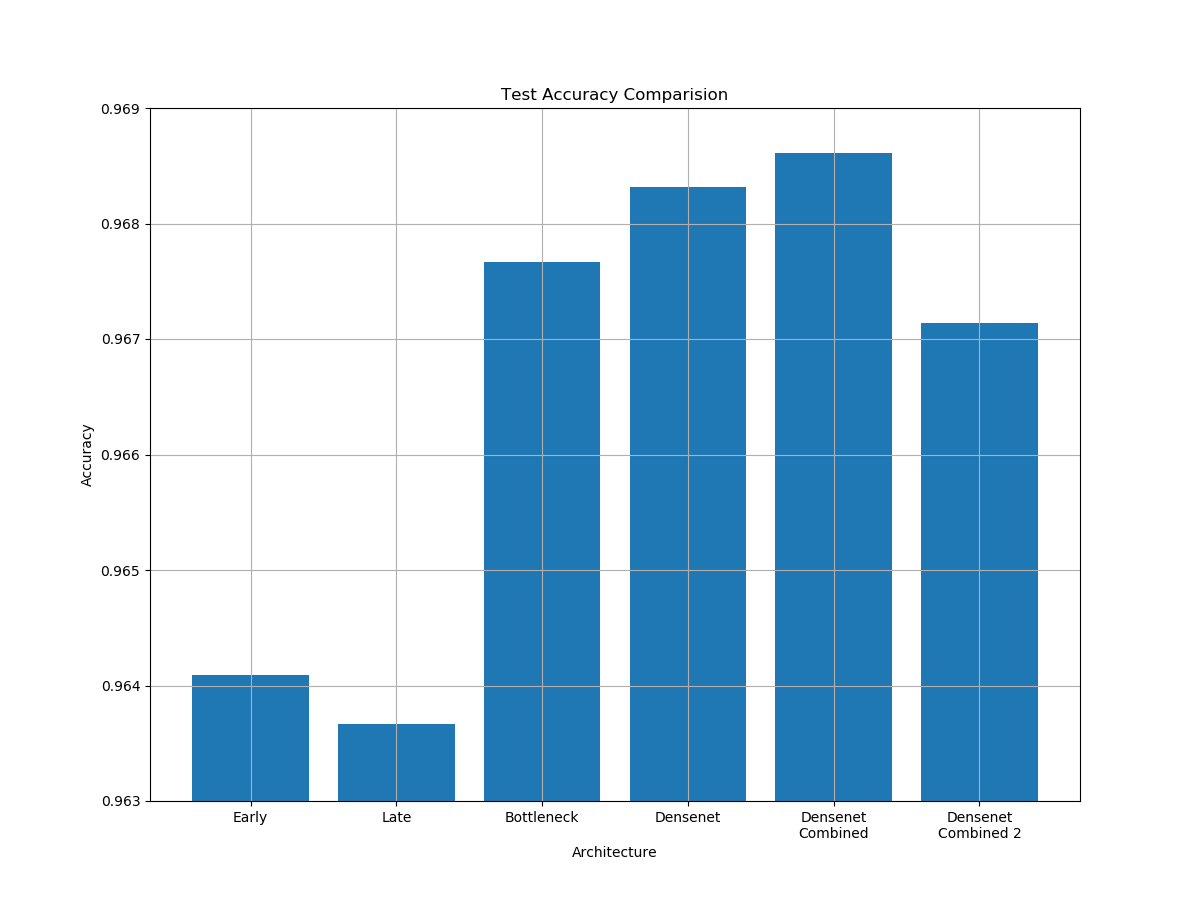 Test Accuracy Comparision
0.969
0.968
0.967
0.966
0.965
0.964
0.963
Accuracy
Early
Late
Bottleneck
Densenet
Densenet
Combined
Densenet
Combined 2
Architecture